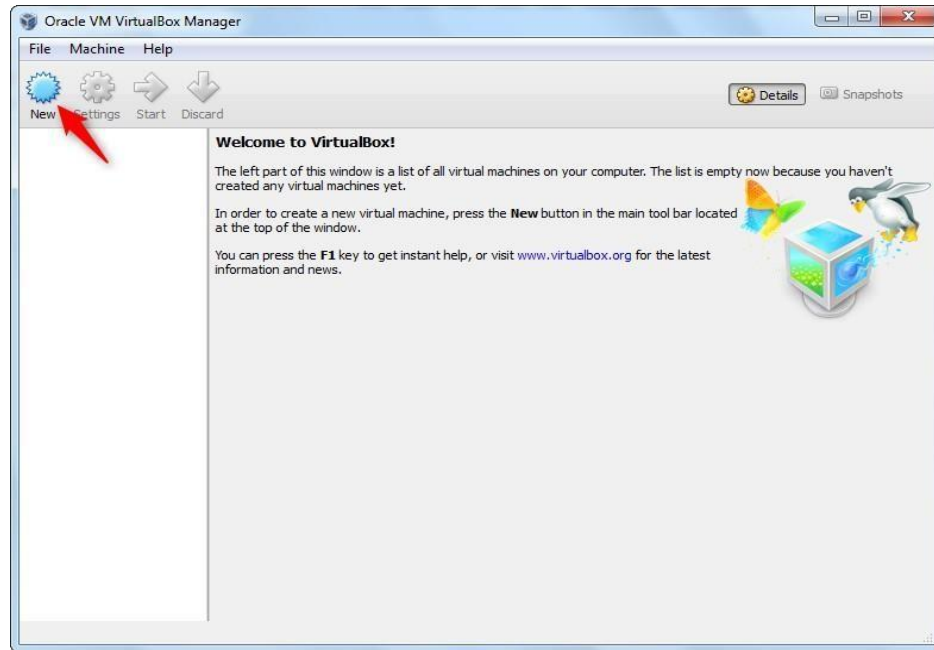 Oracle VM VirtualBox Manager
File Machine Help
New Settings Start Discard
Details Snapshots
Welcome to VirtualBox!
The left part of this window is a list of all virtual machines on your computer. The list is empty now because you haven't
created any virtual machines yet.
In order to create a new virtual machine, press the New button in the main tool bar located
at the top of the window.
You can press the F1 key to get instant help, or visit www.virtualbox.org for the latest
information and news.